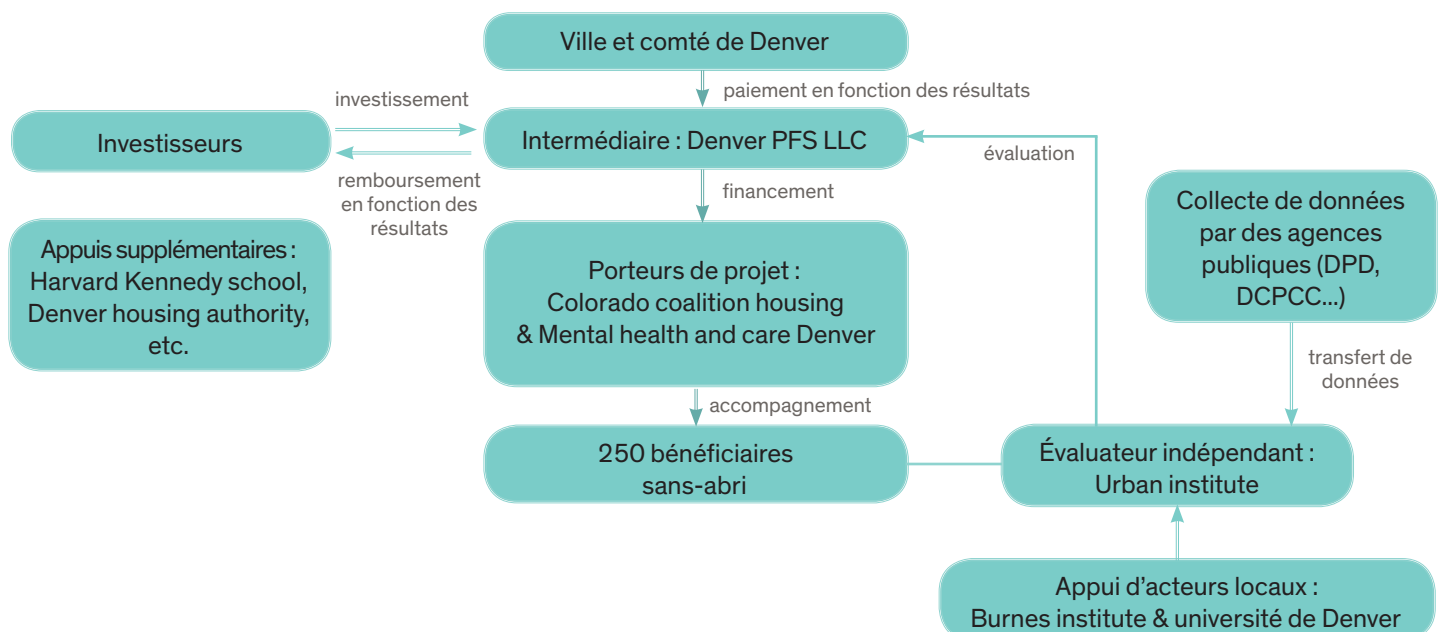 Ville et comté de Denver
paiement en fonction des résultats
investissement
Investisseurs
Intermédiaire : Denver PFS LLC
remboursement
en fonction des
résultats
évaluation
financement
Appuis supplémentaires :
Harvard Kennedy school,
Denver housing authority,
etc.
Porteurs de projet :
Colorado coalition housing
& Mental health and care Denver
Collecte de données
par des agences
publiques (DPD,
DCPCC...)
transfert de
données
accompagnement
250 bénéficiaires
sans-abri
Évaluateur indépendant :
Urban institute
Appui d’acteurs locaux :
Burnes institute & université de Denver